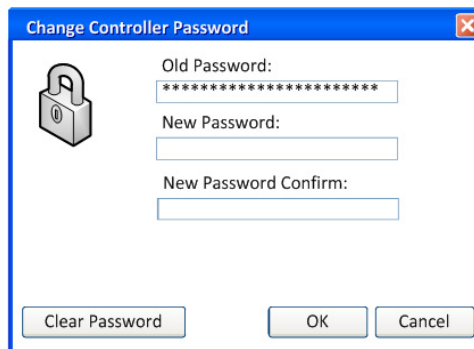 Change Controller Password
Old Password:
***********************
New Password:
New Password Confirm:
Clear Password
OK
Cancel